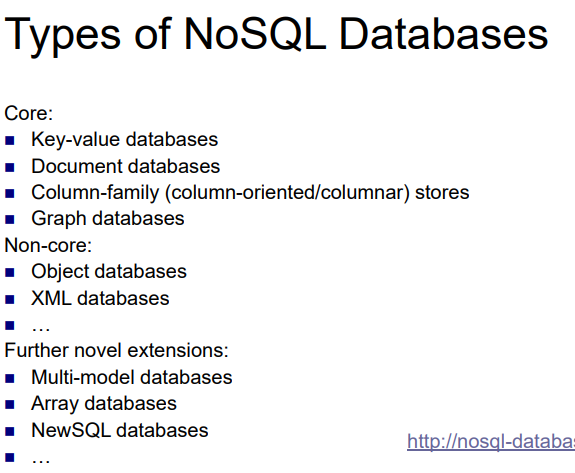 Types of NoSQL Databases
Core:
■ Key-value databases
■ Document databases
■ Column-family (column-oriented/columnar) stores
■ Graph databases
Non-core:
■ Object databases
■ XML databases
■ …
Further novel extensions:
■ Multi-model databases
■ Array databases
■ NewSQL databases
http://nosql-databas
■ …